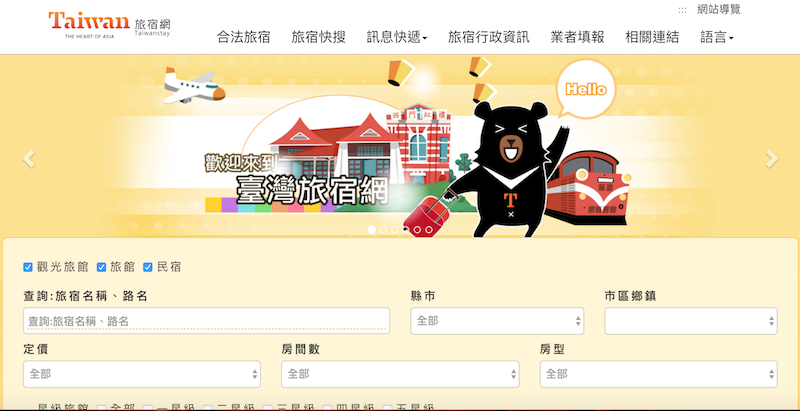 ::: 網站導覽
Taiwan 旅宿網
THE HEART OF ASIA Taiwanstay
合法旅宿 旅宿快搜 訊息快遞 旅宿行政資訊 業者填報 相關連結 語言
Hello
西門紅樓
歡迎來到
臺灣旅宿網
T
觀光旅館 旅館 民宿
查詢:旅宿名稱、路名 縣市 市區鄉鎮
查詢:旅宿名稱、路名 全部
定價 房間數 房型
全部 全部 全部
星級旅館 全部 一星級 二星級 三星級 四星級 五星級